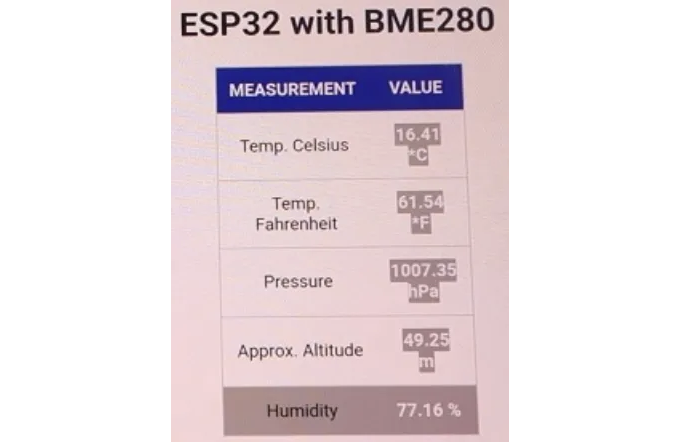 ESP32 with BME280
MEASUREMENT VALUE
Temp. Celsius 16.41
*C
Temp. 61.54
Fahrenheit *F
Pressure 1007.35
hPa
Approx. Altitude 49.25
m
Humidity 77.16 %